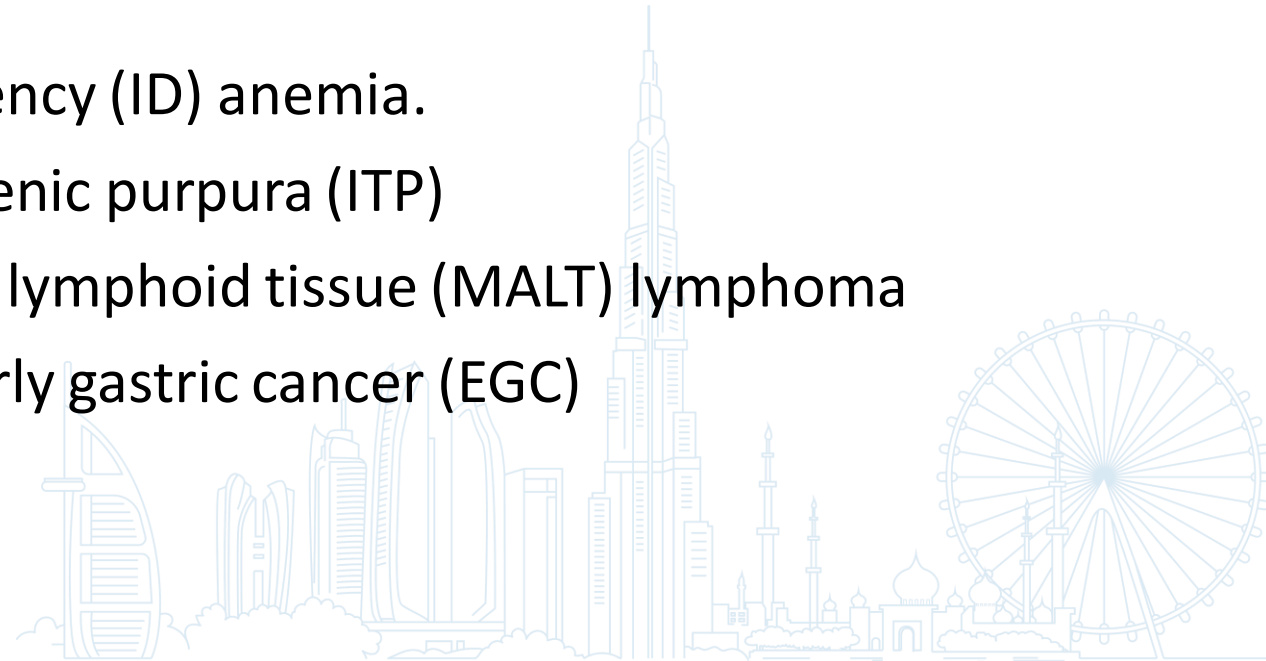 ency (ID) anemia.
enic purpura (ITP)
lymphoid tissue (MALT) lymphoma
rly gastric cancer (EGC)